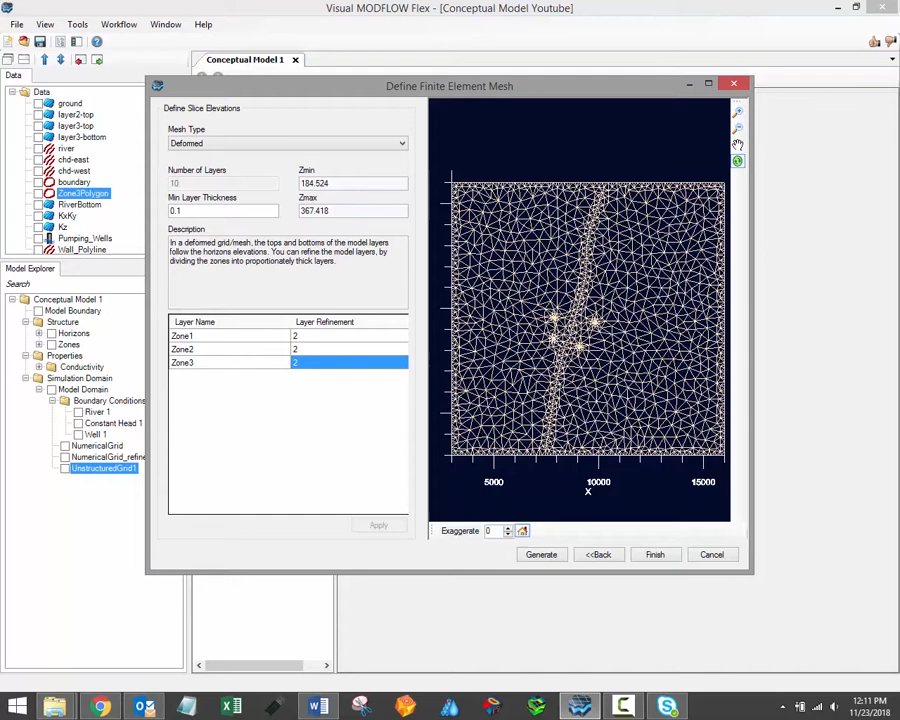 Visual MODFLOW Flex - [Conceptual Model Youtube]
File View Tools Workflow Window Help
Conceptual Model 1
Data
Data
ground
layer2-top
layer3-top
layer3-bottom
river
chd-east
chd-west
boundary
Zone3Polygon
RiverBottom
KxKy
Kz
Pumping_Wells
Wall_Polyline
Model Explorer
Search
Conceptual Model 1
Model Boundary
Structure
Horizons
Zones
Properties
Conductivity
Simulation Domain
Model Domain
Boundary Conditions
River 1
Constant Head 1
Well 1
NumericalGrid
NumericalGrid_refine
UnstructuredGrid1
Define Finite Element Mesh
Define Slice Elevations
Mesh Type
Deformed
Number of Layers Zmin
10 184.524
Min Layer Thickness Zmax
0.1 367.418
Description
In a deformed grid/mesh, the tops and bottoms of the model layers
follow the horizons elevations. You can refine the model layers, by
dividing the zones into proportionately thick layers.
Layer Name Layer Refinement
Zone1 2
Zone2 2
Zone3 2
Apply
5000 10000 15000
X
Exaggerate 0
Generate <<Back Finish Cancel
12:11 PM
11/23/2018